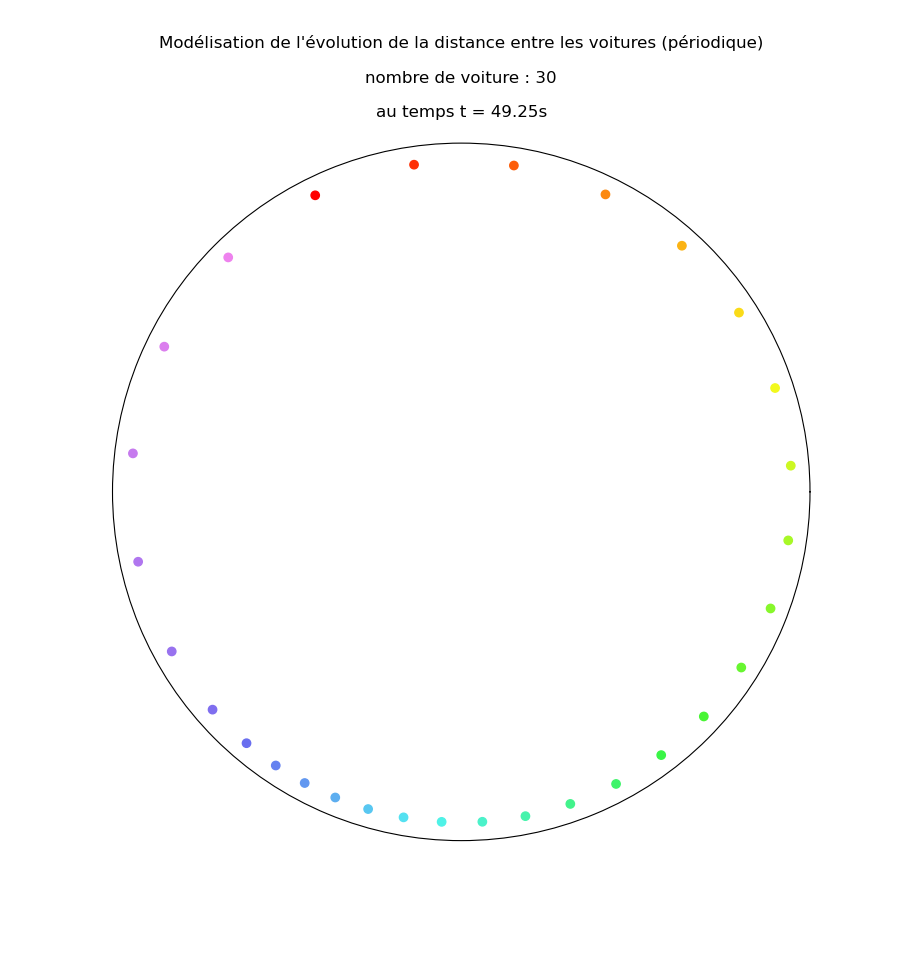 Modélisation de l'évolution de la distance entre les voitures (périodique)
nombre de voiture : 30
au temps t = 49.25s